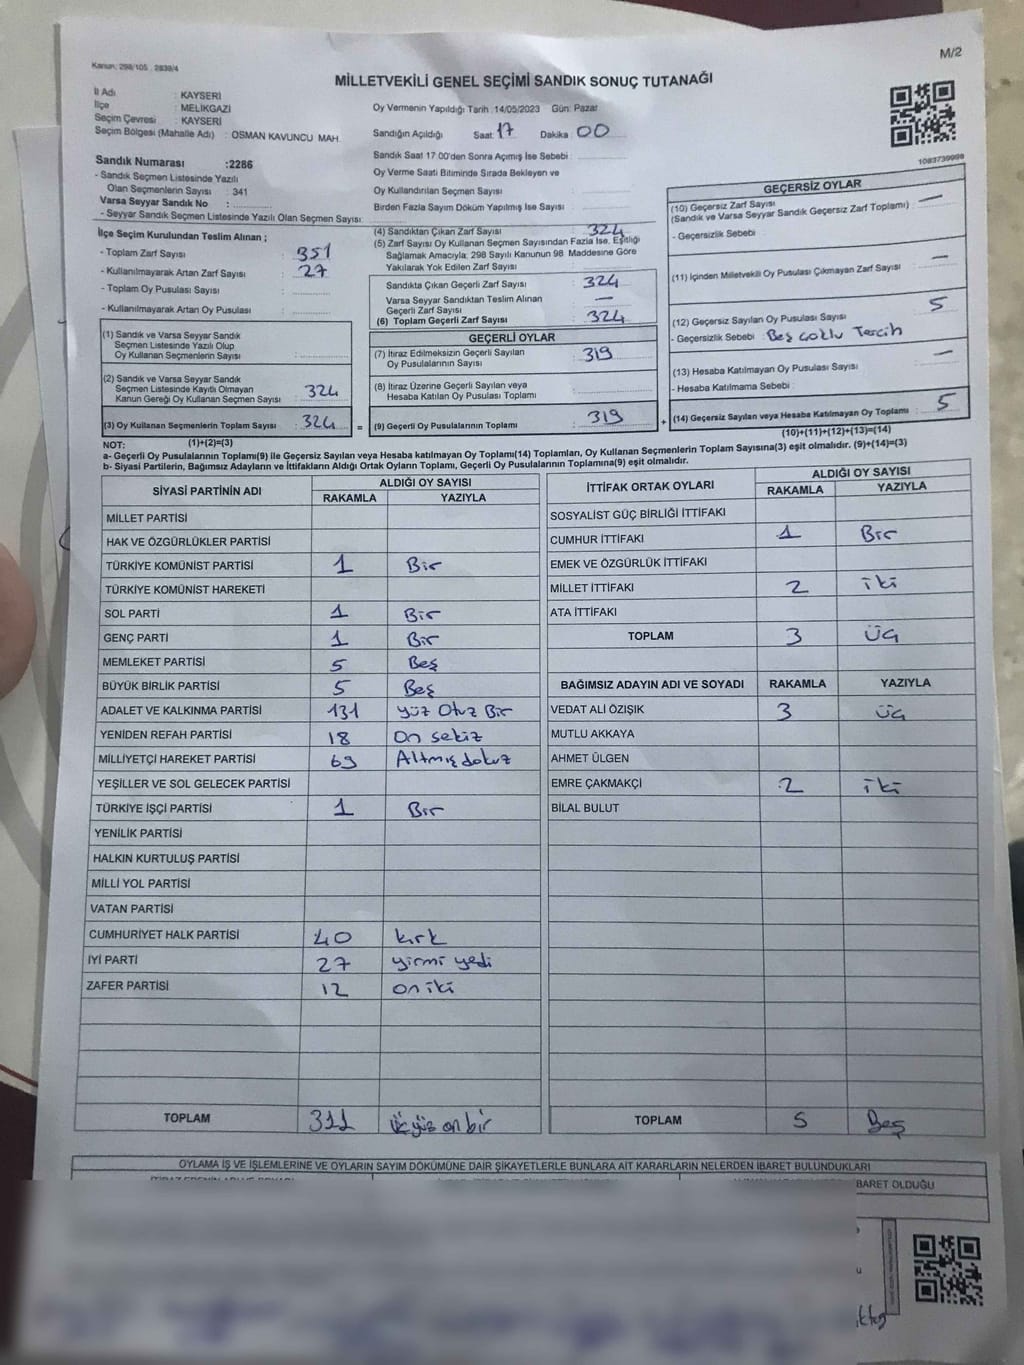 Kanun: 298/105 , 2839/4
M/2
MİLLETVEKİLİ GENEL SEÇİMİ SANDIK SONUÇ TUTANAĞI
İl Adı : KAYSERİ
İlçe : MELİKGAZİ
Seçim Çevresi : KAYSERİ
Seçim Bölgesi (Mahalle Adı) : OSMAN KAVUNCU MAH.
Oy Vermenin Yapıldığı Tarih :14/05/2023 Gün: Pazar
Sandığın Açıldığı Saat: 17 Dakika: 00
1083739998
Sandık Numarası :2286
- Sandık Seçmen Listesinde Yazılı
Olan Seçmenlerin Sayısı : 341
Varsa Seyyar Sandık No :
- Seyyar Sandık Seçmen Listesinde Yazılı Olan Seçmen Sayısı:
Sandık Saat 17:00'den Sonra Açımış İse Sebebi :
Oy Verme Saati Bitiminde Sırada Bekleyen ve
Oy Kullandırılan Seçmen Sayısı :
Birden Fazla Sayım Döküm Yapılmış İse Sayısı :
İlçe Seçim Kurulundan Teslim Alınan ;
- Toplam Zarf Sayısı : 351
- Kullanılmayarak Artan Zarf Sayısı : 27
- Toplam Oy Pusulası Sayısı :
- Kullanılmayarak Artan Oy Pusulası :
(4) Sandıktan Çıkan Zarf Sayısı : 324
(5) Zarf Sayısı Oy Kullanan Seçmen Sayısından Fazla İse, Eşitliği
Sağlamak Amacıyla, 298 Sayılı Kanunun 98. Maddesine Göre
Yakılarak Yok Edilen Zarf Sayısı :
Sandıkta Çıkan Geçerli Zarf Sayısı : 324
Varsa Seyyar Sandıktan Teslim Alınan
Geçerli Zarf Sayısı : —
(6) Toplam Geçerli Zarf Sayısı : 324
GEÇERSİZ OYLAR
(10) Geçersiz Zarf Sayısı : —
(Sandık ve Varsa Seyyar Sandık Geçersiz Zarf Toplamı)
- Geçersizlik Sebebi :
(11) İçinden Milletvekili Oy Pusulası Çıkmayan Zarf Sayısı : —
(12) Geçersiz Sayılan Oy Pusulası Sayısı : 5
- Geçersizlik Sebebi : Beş çoklu Tercih
(13) Hesaba Katılmayan Oy Pusulası Sayısı : —
- Hesaba Katılmama Sebebi :
(14) Geçersiz Sayılan veya Hesaba Katılmayan Oy Toplamı : 5
(10)+(11)+(12)+(13)=(14)
(1) Sandık ve Varsa Seyyar Sandık
Seçmen Listesinde Yazılı Olup
Oy Kullanan Seçmenlerin Sayısı :
(2) Sandık ve Varsa Seyyar Sandık
Seçmen Listesinde Kayıtlı Olmayan
Kanun Gereği Oy Kullanan Seçmen Sayısı : 324
(3) Oy Kullanan Seçmenlerin Toplam Sayısı : 324 =
GEÇERLİ OYLAR
(7) İtiraz Edilmeksizin Geçerli Sayılan
Oy Pusulalarının Sayısı : 319
(8) İtiraz Üzerine Geçerli Sayılan veya
Hesaba Katılan Oy Pusulası Toplamı :
(9) Geçerli Oy Pusulalarının Toplamı : 319 +
NOT: (1)+(2)=(3)
a- Geçerli Oy Pusulalarının Toplamı(9) ile Geçersiz Sayılan veya Hesaba katılmayan Oy Toplamı(14) Toplamları, Oy Kullanan Seçmenlerin Toplam Sayısına(3) eşit olmalıdır. (9)+(14)=(3)
b- Siyasi Partilerin, Bağımsız Adayların ve İttifakların Aldığı Ortak Oyların Toplamı, Geçerli Oy Pusulalarının Toplamına(9) eşit olmalıdır.
SİYASİ PARTİNİN ADI ALDIĞI OY SAYISI
RAKAMLA YAZIYLA
MİLLET PARTİSİ
HAK VE ÖZGÜRLÜKLER PARTİSİ
TÜRKİYE KOMÜNİST PARTİSİ 1 Bir
TÜRKİYE KOMÜNİST HAREKETİ
SOL PARTİ 1 Bir
GENÇ PARTİ 1 Bir
MEMLEKET PARTİSİ 5 Beş
BÜYÜK BİRLİK PARTİSİ 5 Beş
ADALET VE KALKINMA PARTİSİ 131 yüz Otuz Bir
YENİDEN REFAH PARTİSİ 18 On sekiz
MİLLİYETÇİ HAREKET PARTİSİ 69 Altmış dokuz
YEŞİLLER VE SOL GELECEK PARTİSİ
TÜRKİYE İŞÇİ PARTİSİ 1 Bir
YENİLİK PARTİSİ
HALKIN KURTULUŞ PARTİSİ
MİLLİ YOL PARTİSİ
VATAN PARTİSİ
CUMHURİYET HALK PARTİSİ 40 kırk
İYİ PARTİ 27 yirmi yedi
ZAFER PARTİSİ 12 on iki
TOPLAM 311 üç yüz on bir
İTTİFAK ORTAK OYLARI ALDIĞI OY SAYISI
RAKAMLA YAZIYLA
SOSYALİST GÜÇ BİRLİĞİ İTTİFAKI
CUMHUR İTTİFAKI 1 Bir
EMEK VE ÖZGÜRLÜK İTTİFAKI
MİLLET İTTİFAKI 2 iki
ATA İTTİFAKI
TOPLAM 3 üç
BAĞIMSIZ ADAYIN ADI VE SOYADI RAKAMLA YAZIYLA
VEDAT ALİ ÖZIŞIK 3 üç
MUTLU AKKAYA
AHMET ÜLGEN
EMRE ÇAKMAKÇİ 2 iki
BİLAL BULUT
TOPLAM 5 Beş
OYLAMA İŞ VE İŞLEMLERİNE VE OYLARIN SAYIM DÖKÜMÜNE DAİR ŞİKAYETLERLE BUNLARA AİT KARARLARIN NELERDEN İBARET BULUNDUKLARI
BARET OLDUĞU